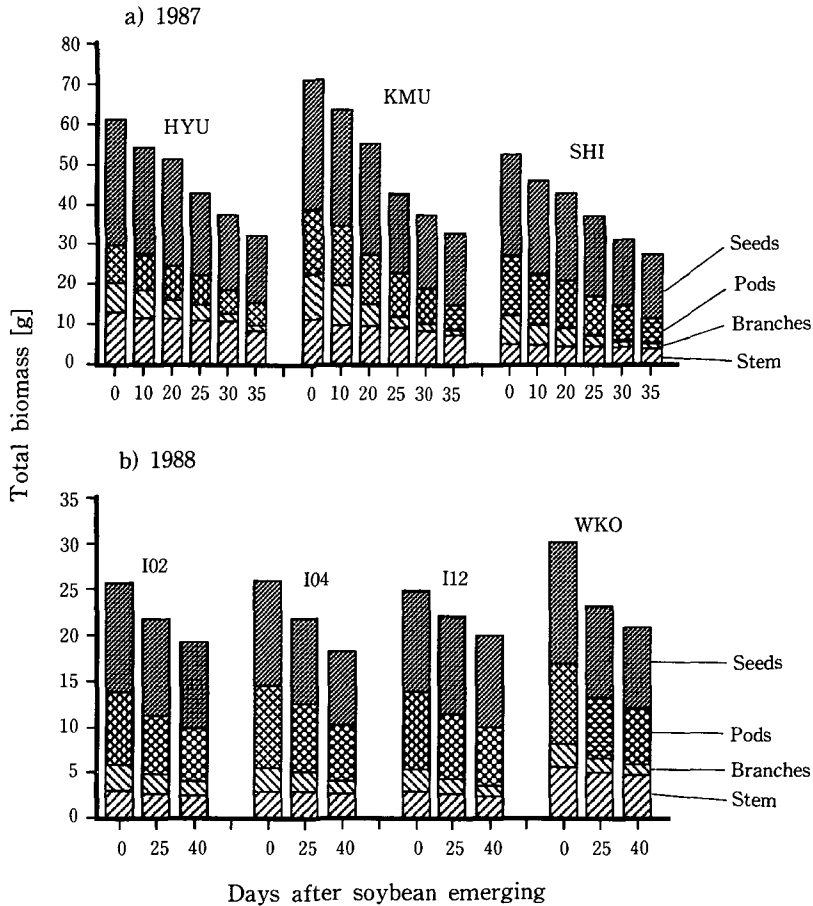 a) 1987
Total biomass [g]
80
70
60
50
40
30
20
10
0
HYU
KMU
SHI
Seeds
Pods
Branches
Stem
0 10 20 25 30 35 0 10 20 25 30 35 0 10 20 25 30 35
b) 1988
35
30
25
20
15
10
5
0
I02
I04
I12
WKO
Seeds
Pods
Branches
Stem
0 25 40 0 25 40 0 25 40 0 25 40
Days after soybean emerging